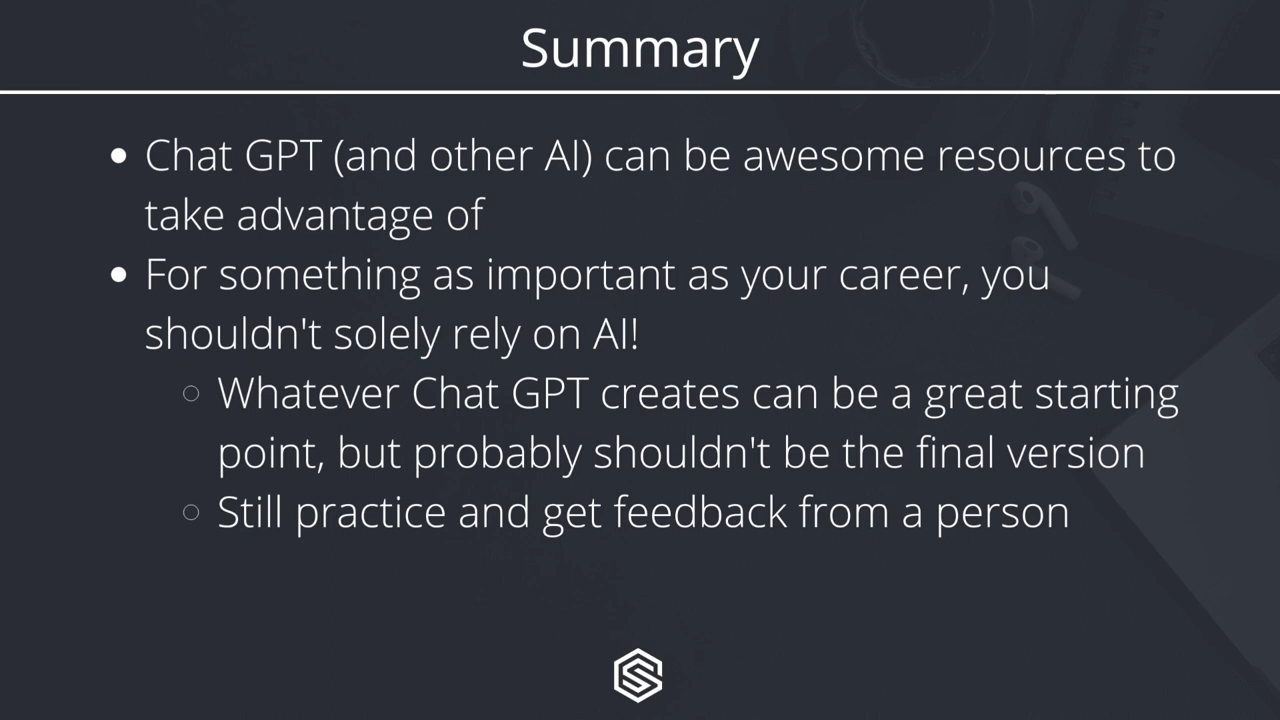 Summary
• Chat GPT (and other AI) can be awesome resources to
take advantage of
• For something as important as your career, you
shouldn't solely rely on AI!
○ Whatever Chat GPT creates can be a great starting
point, but probably shouldn't be the final version
○ Still practice and get feedback from a person